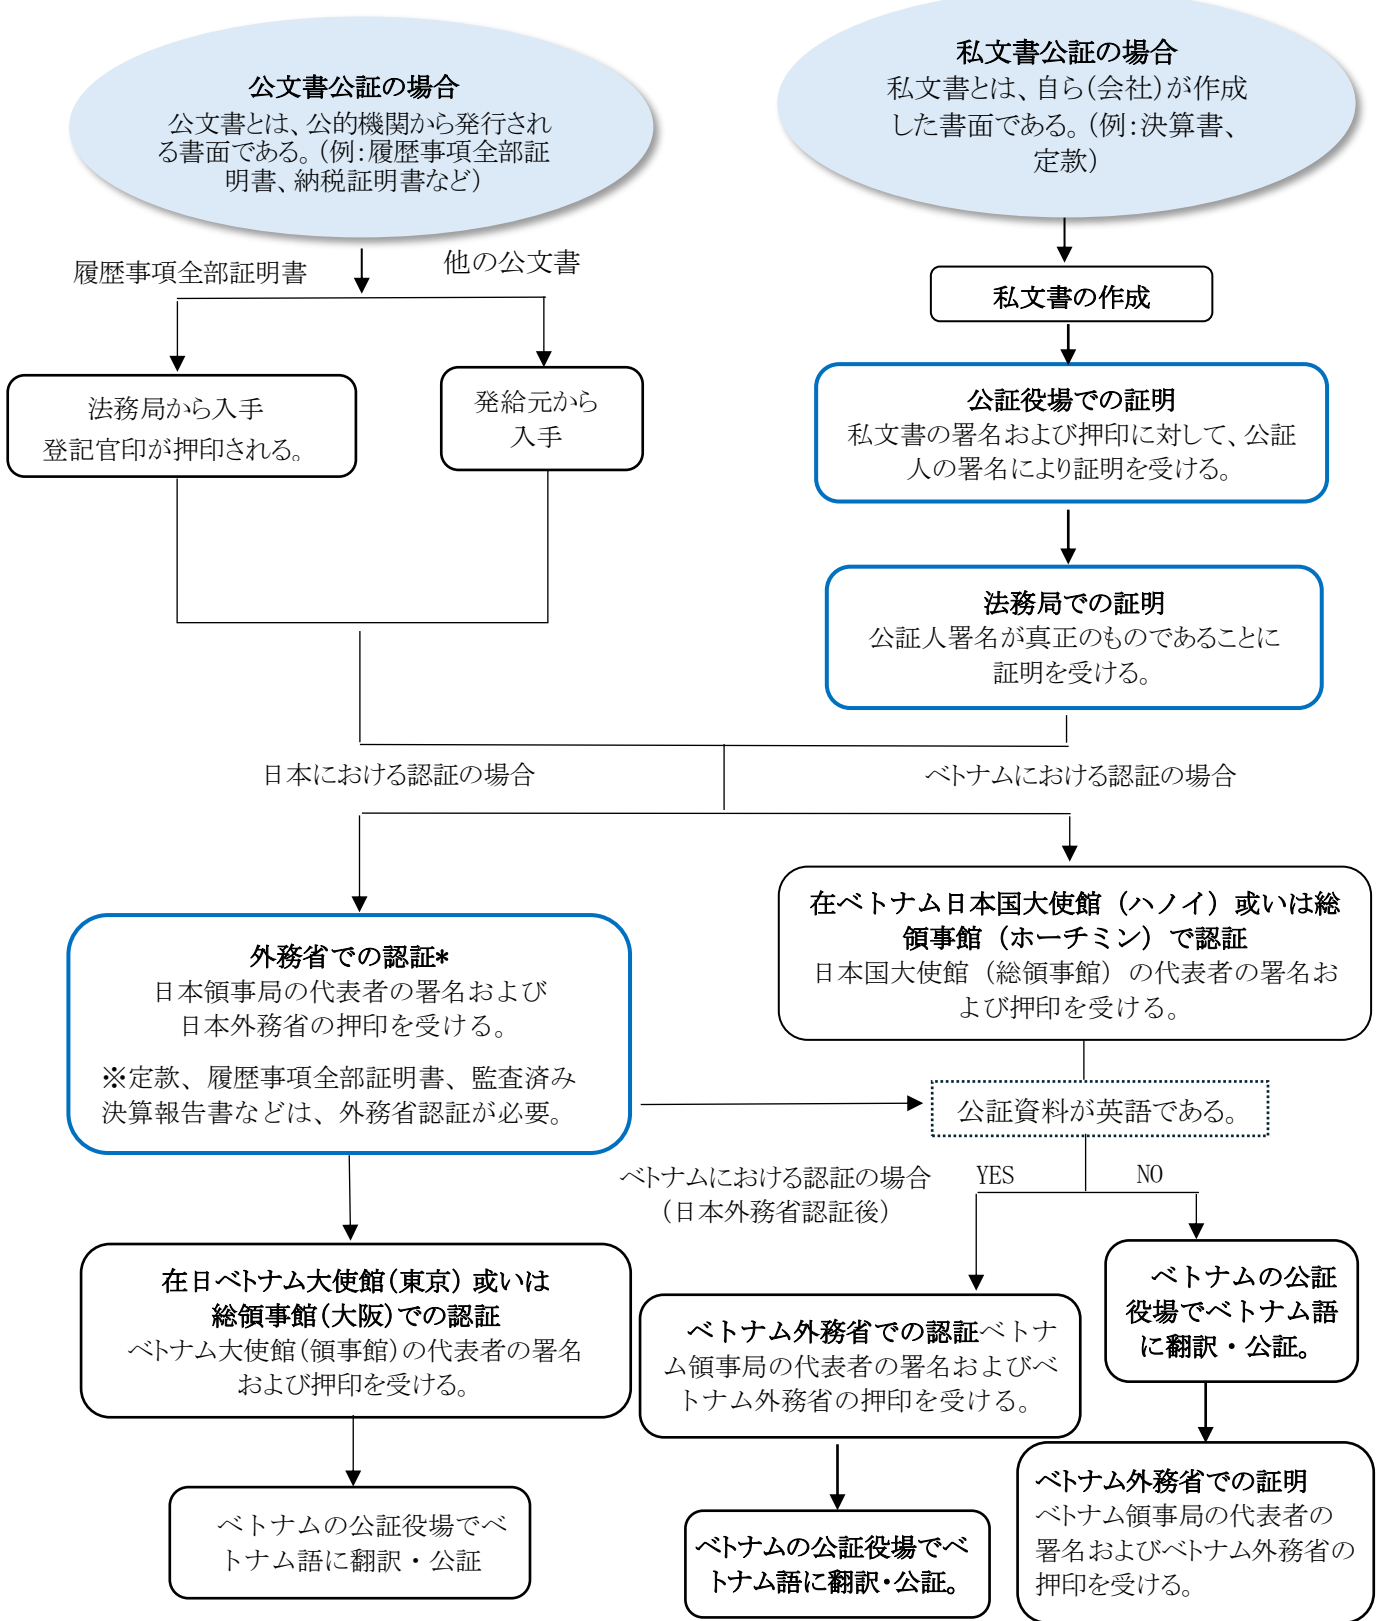 公文書公証の場合
公文書とは、公的機関から発行され
る書面である。（例：履歴事項全部証
明書、納税証明書など）
私文書公証の場合
私文書とは、自ら（会社）が作成
した書面である。（例：決算書、
定款）
履歴事項全部証明書
他の公文書
私文書の作成
法務局から入手
登記官印が押印される。
発給元から
入手
公証役場での証明
私文書の署名および押印に対して、公証
人の署名により証明を受ける。
法務局での証明
公証人署名が真正のものであることに
証明を受ける。
日本における認証の場合
ベトナムにおける認証の場合
外務省での認証*
日本領事局の代表者の署名および
日本外務省の押印を受ける。
※定款、履歴事項全部証明書、監査済み
決算報告書などは、外務省認証が必要。
在ベトナム日本国大使館（ハノイ）或いは総
領事館（ホーチミン）で認証
日本国大使館（総領事館）の代表者の署名お
よび押印を受ける。
公証資料が英語である。
ベトナムにおける認証の場合
（日本外務省認証後）
YES
NO
在日ベトナム大使館（東京）或いは
総領事館（大阪）での認証
ベトナム大使館（領事館）の代表者の署名
および押印を受ける。
ベトナム外務省での認証ベトナ
ム領事局の代表者の署名およびベ
トナム外務省の押印を受ける。
ベトナムの公証
役場でベトナム語
に翻訳・公証。
ベトナムの公証役場でベ
トナム語に翻訳・公証
ベトナムの公証役場でベ
トナム語に翻訳・公証。
ベトナム外務省での証明
ベトナム領事局の代表者の
署名およびベトナム外務省の
押印を受ける。